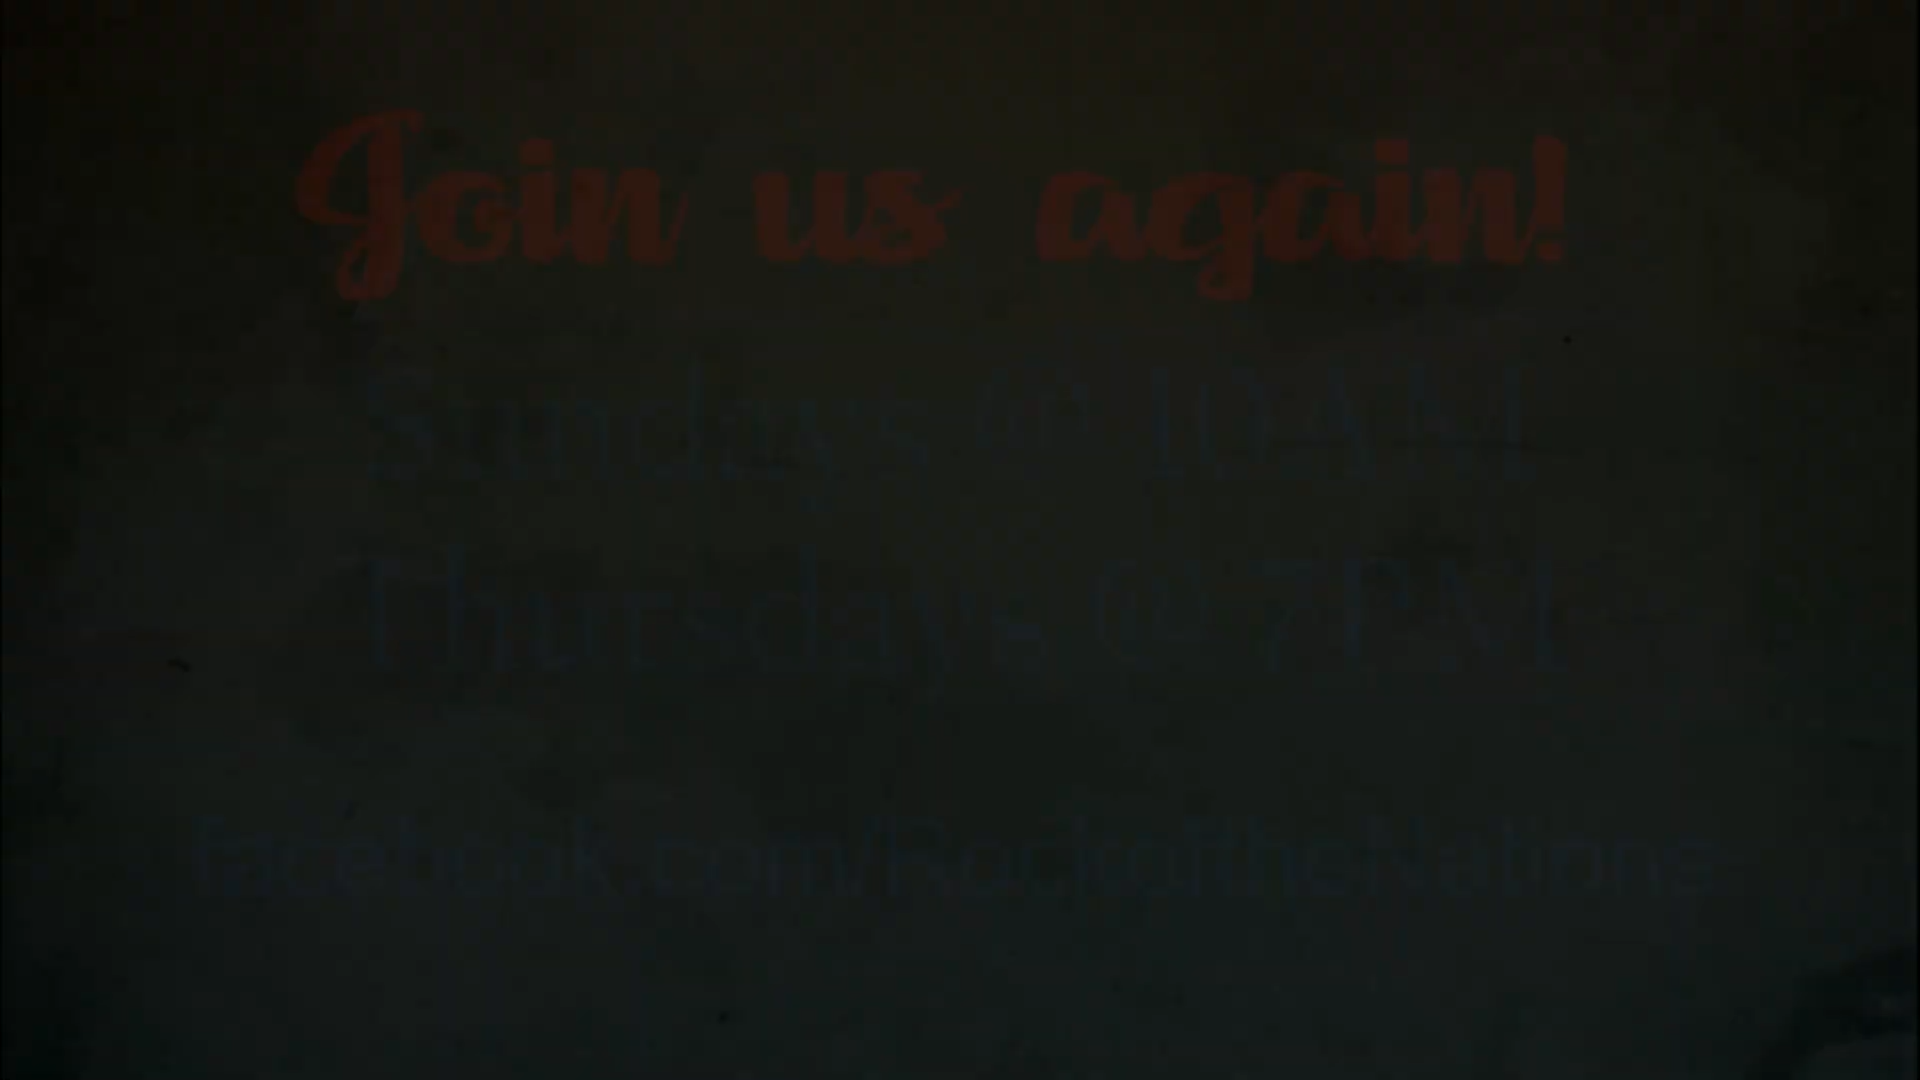 Join us again!
Sundays @ 10AM
Thursdays @ 7PM
Facebook.com/RockoftheNations